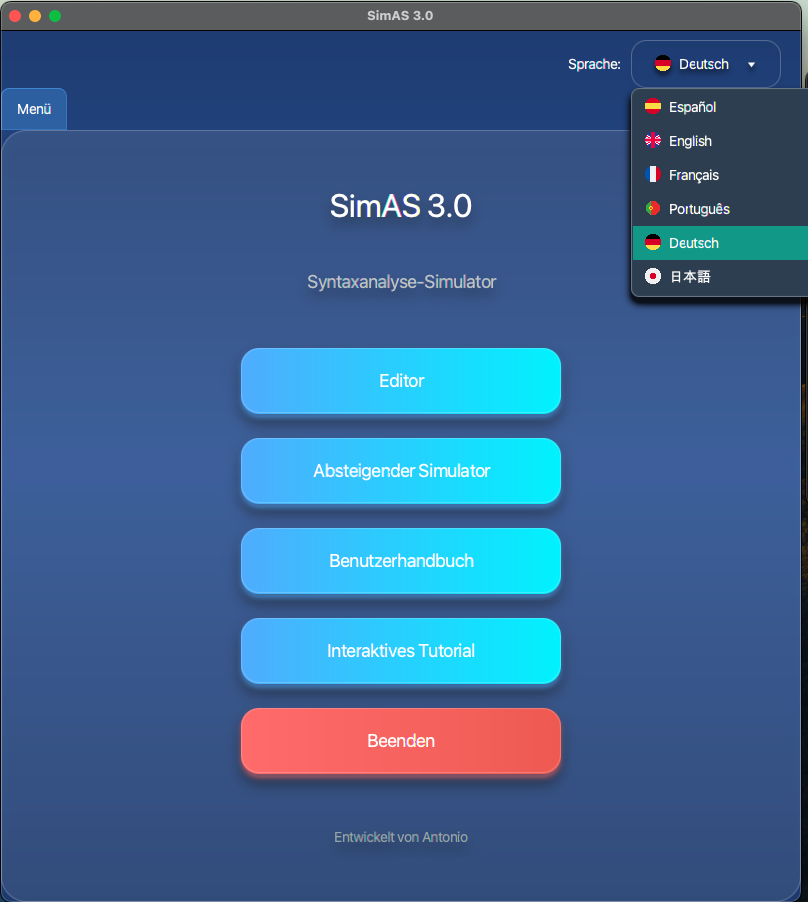 SimAS 3.0
Sprache:
Deutsch
Menü
Español
English
Français
Português
Deutsch
日本語
SimAS 3.0
Syntaxanalyse-Simulator
Editor
Absteigender Simulator
Benutzerhandbuch
Interaktives Tutorial
Beenden
Entwickelt von Antonio